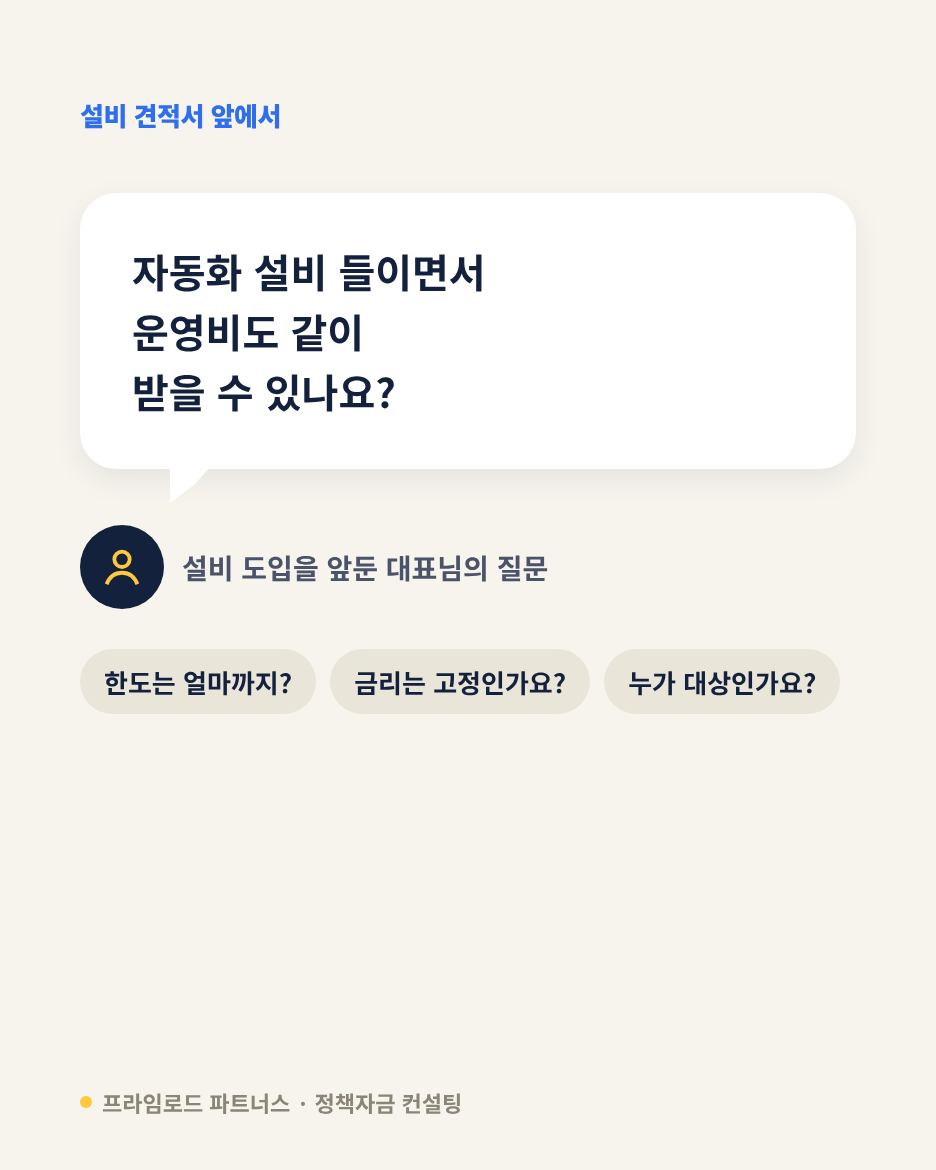 설비 견적서 앞에서
자동화 설비 들이면서
운영비도 같이
받을 수 있나요?
설비 도입을 앞둔 대표님의 질문
한도는 얼마까지? 금리는 고정인가요? 누가 대상인가요?
프라임로드 파트너스 · 정책자금 컨설팅